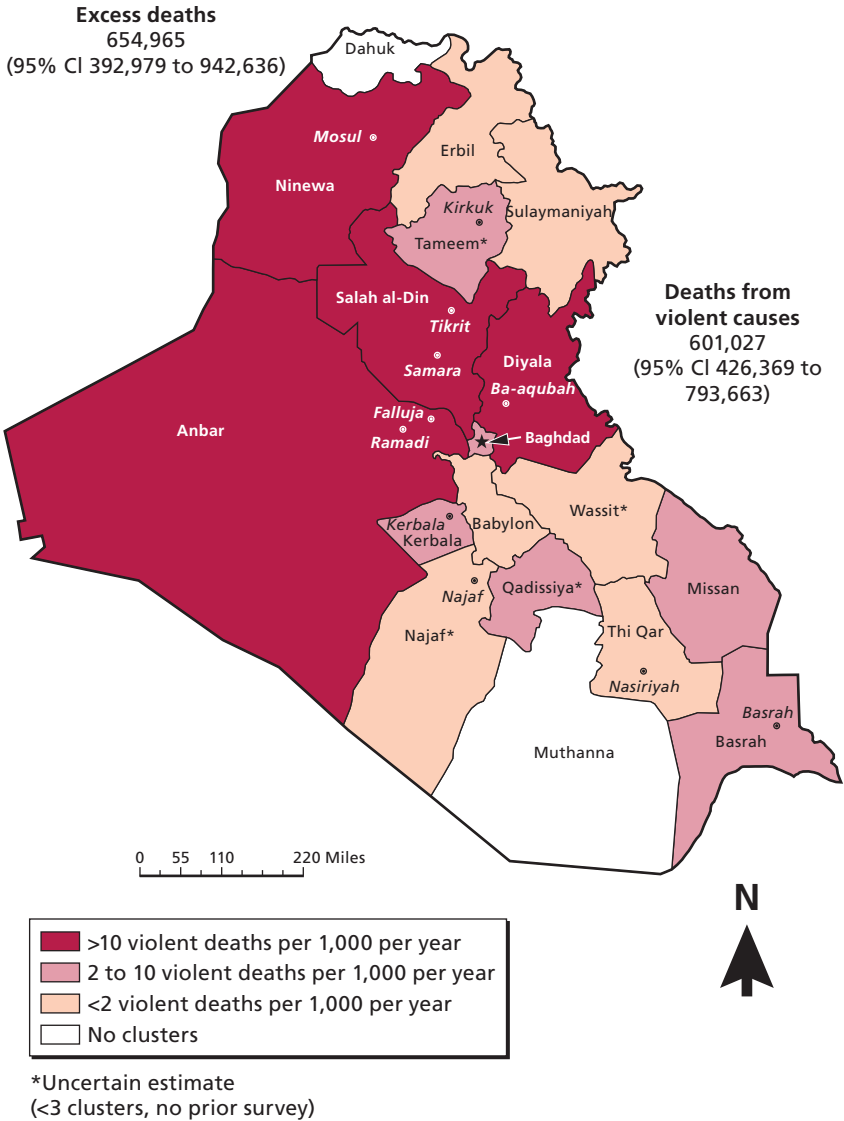 Excess deaths
654,965
(95% Cl 392,979 to 942,636)
Dahuk
Mosul
Erbil
Ninewa
Kirkuk
Sulaymaniyah
Tameem*
Salah al-Din
Tikrit
Deaths from
violent causes
601,027
(95% Cl 426,369 to
793,663)
Diyala
Samara
Ba-aqubah
Falluja
Ramadi
Anbar
Baghdad
Wassit*
Kerbala
Kerbala
Babylon
Najaf
Qadissiya*
Missan
Najaf*
Thi Qar
Nasiriyah
Basrah
Basrah
Muthanna
0 55 110 220 Miles
N
>10 violent deaths per 1,000 per year
2 to 10 violent deaths per 1,000 per year
<2 violent deaths per 1,000 per year
No clusters
*Uncertain estimate
(<3 clusters, no prior survey)